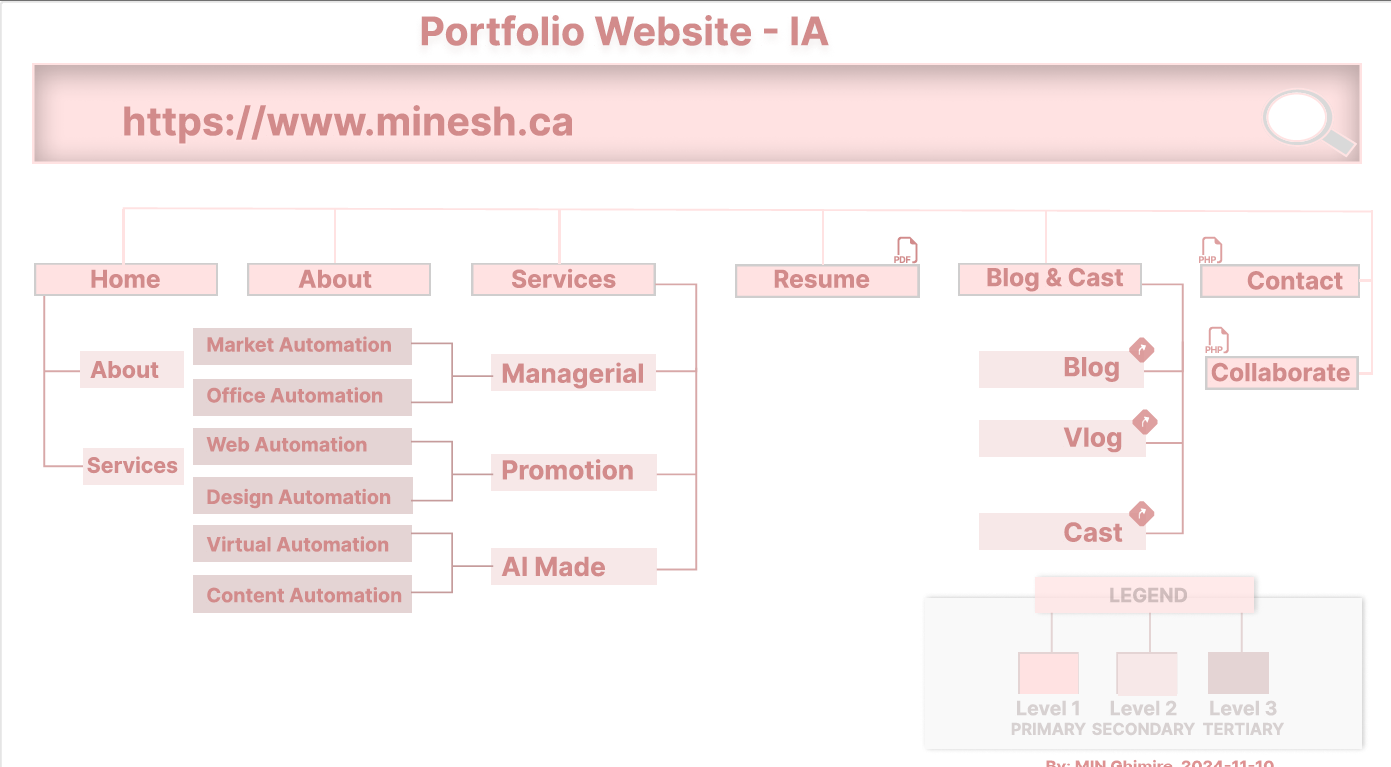 Portfolio Website - IA
https://www.minesh.ca
PDF
PHP
Home
About
Services
Resume
Blog & Cast
Contact
PHP
About
Services
Market Automation
Office Automation
Web Automation
Design Automation
Virtual Automation
Content Automation
Managerial
Promotion
AI Made
Blog
Vlog
Cast
Collaborate
LEGEND
Level 1
PRIMARY
Level 2
SECONDARY
Level 3
TERTIARY
By: MIN Ghimire, 2024-11-10